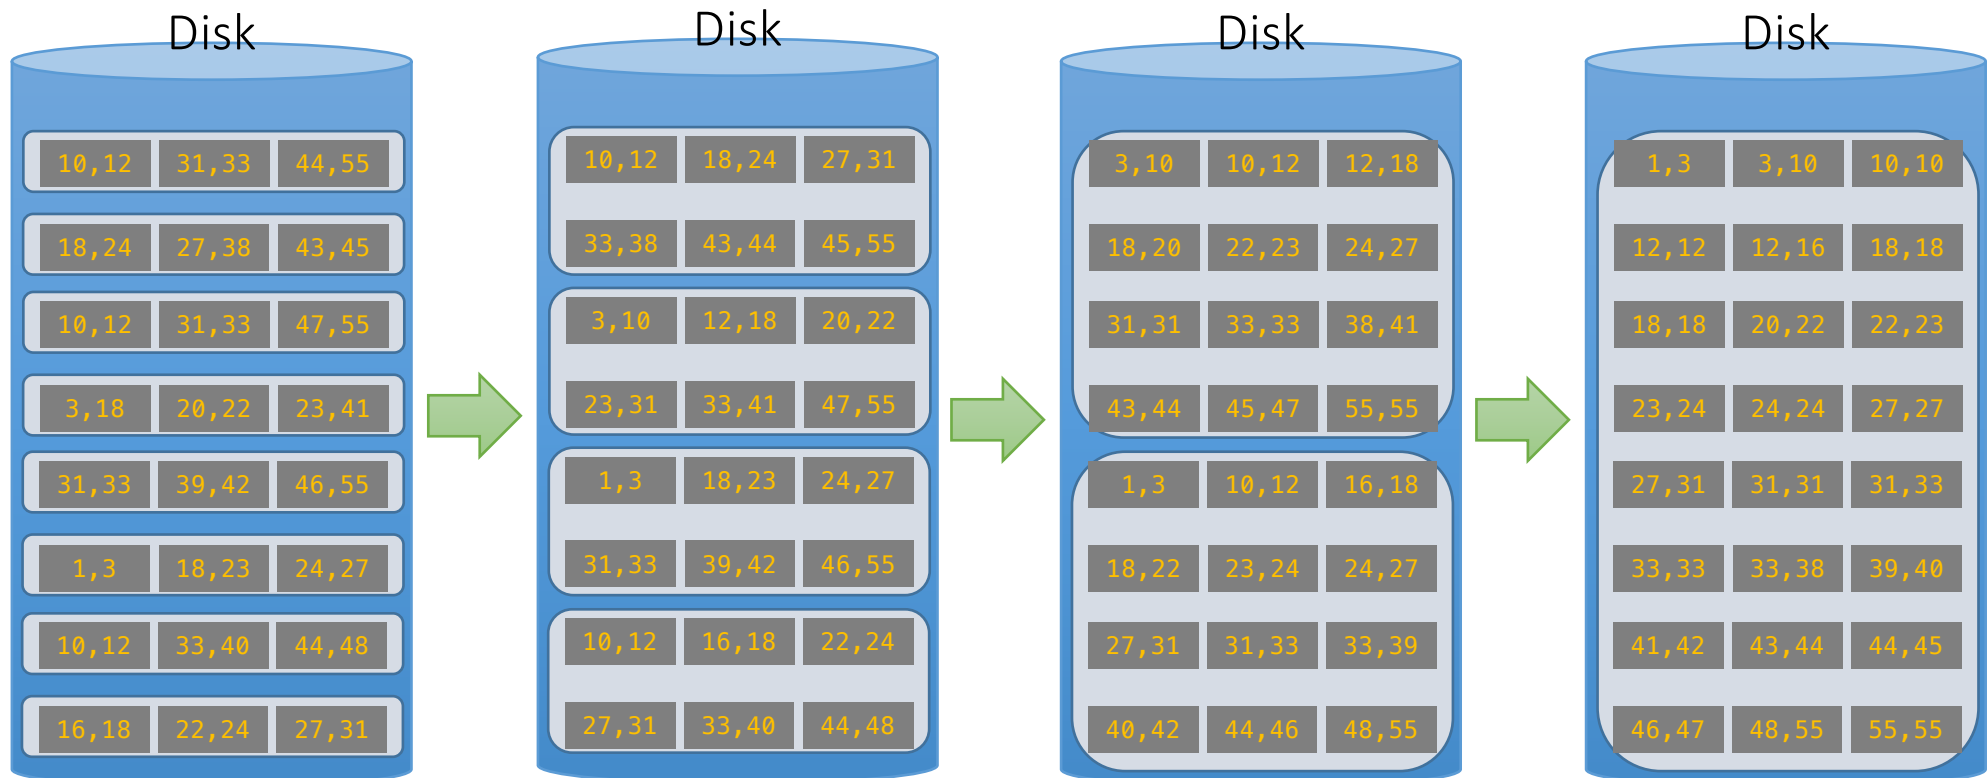 Disk
10,12 31,33 44,55
18,24 27,38 43,45
10,12 31,33 47,55
3,18 20,22 23,41
31,33 39,42 46,55
1,3 18,23 24,27
10,12 33,40 44,48
16,18 22,24 27,31
Disk
10,12 18,24 27,31
33,38 43,44 45,55
3,10 12,18 20,22
23,31 33,41 47,55
1,3 18,23 24,27
31,33 39,42 46,55
10,12 16,18 22,24
27,31 33,40 44,48
Disk
3,10 10,12 12,18
18,20 22,23 24,27
31,31 33,33 38,41
43,44 45,47 55,55
1,3 10,12 16,18
18,22 23,24 24,27
27,31 31,33 33,39
40,42 44,46 48,55
Disk
1,3 3,10 10,10
12,12 12,16 18,18
18,18 20,22 22,23
23,24 24,24 27,27
27,31 31,31 31,33
33,33 33,38 39,40
41,42 43,44 44,45
46,47 48,55 55,55